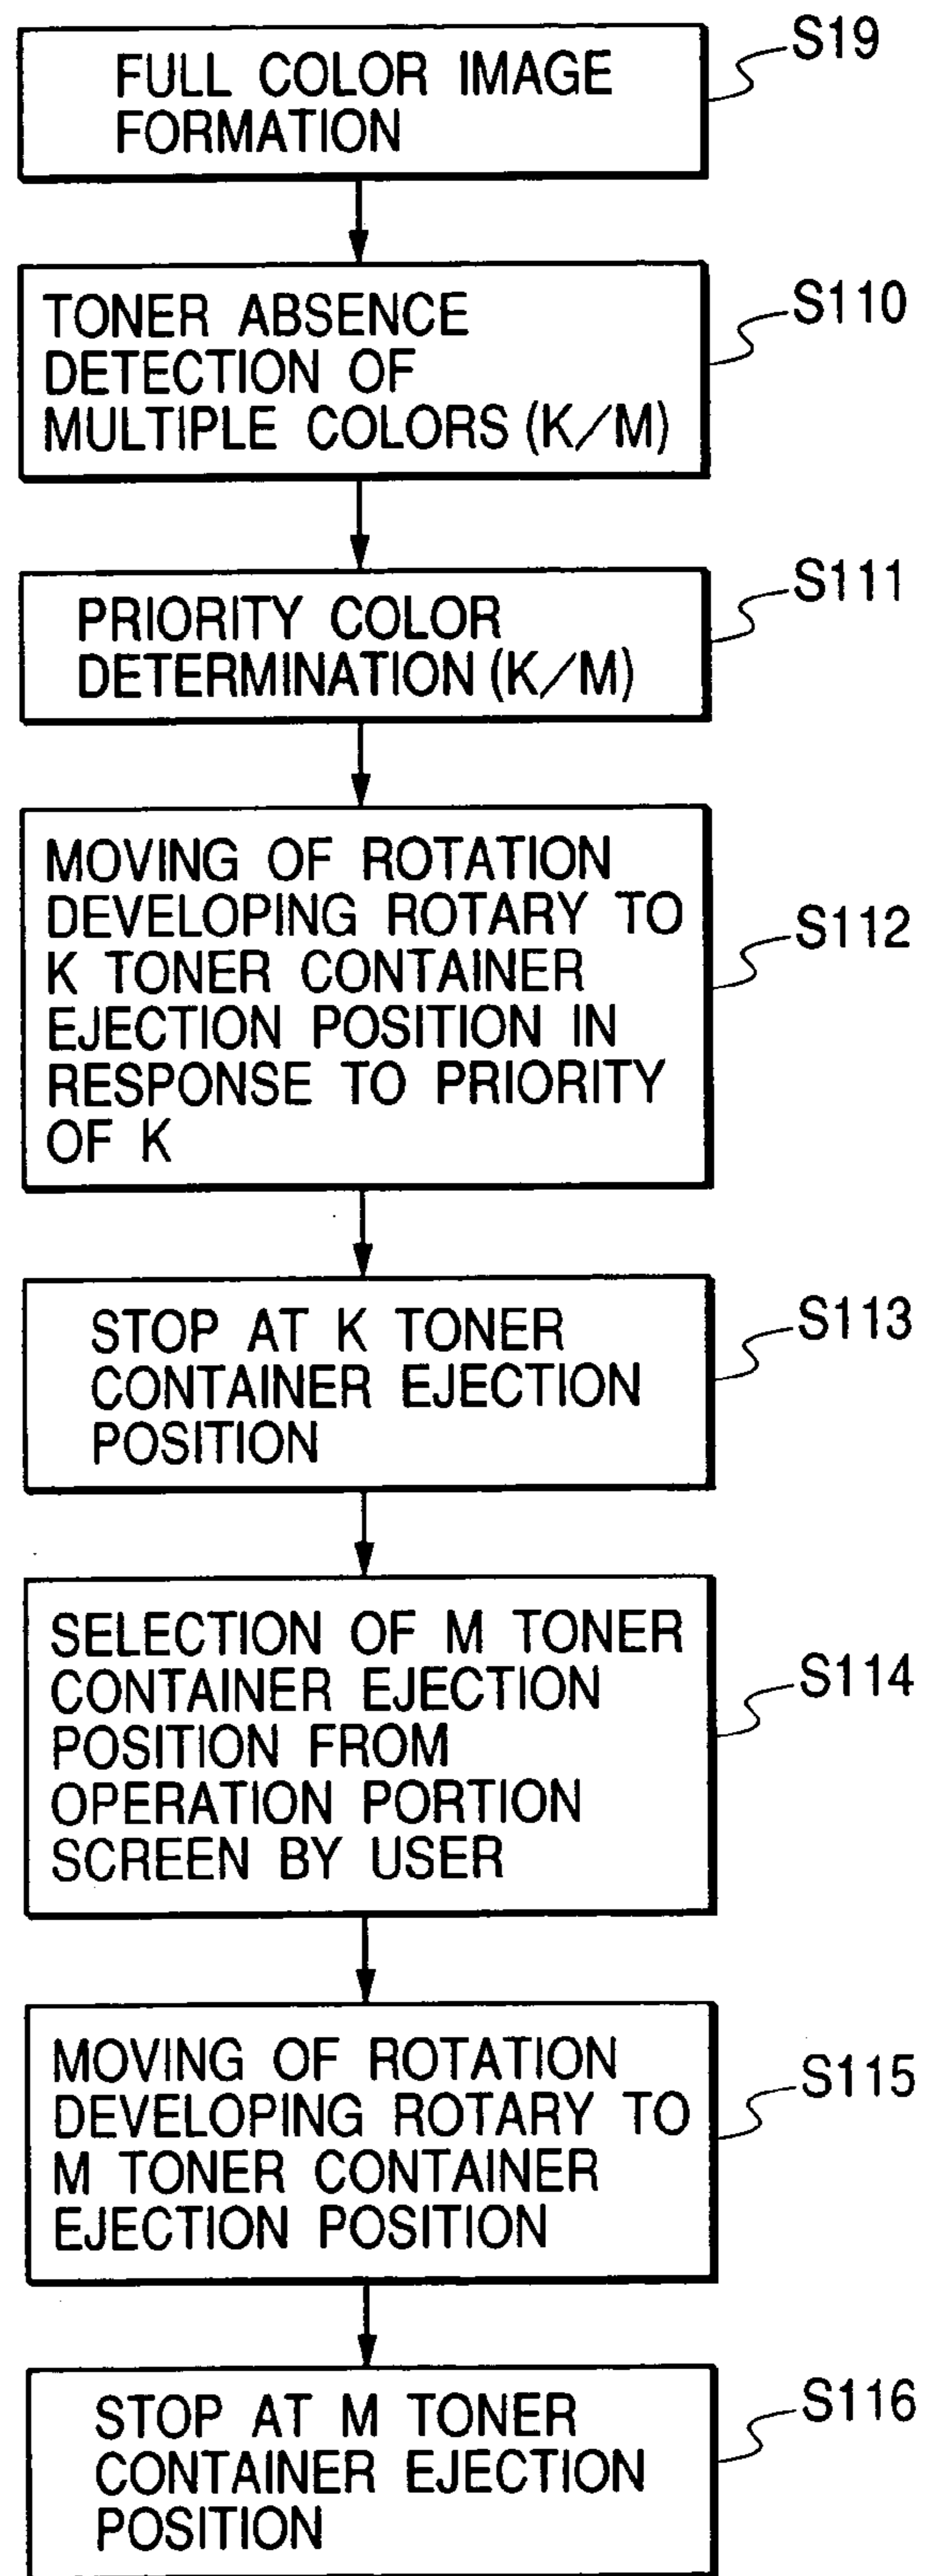 FULL COLOR IMAGE
FORMATION
S19
TONER ABSENCE
DETECTION OF
MULTIPLE COLORS (K/M)
S110
PRIORITY COLOR
DETERMINATION (K/M)
S111
MOVING OF ROTATION
DEVELOPING ROTARY TO
K TONER CONTAINER
EJECTION POSITION IN
RESPONSE TO PRIORITY
OF K
S112
STOP AT K TONER
CONTAINER EJECTION
POSITION
S113
SELECTION OF M TONER
CONTAINER EJECTION
POSITION FROM
OPERATION PORTION
SCREEN BY USER
S114
MOVING OF ROTATION
DEVELOPING ROTARY TO
M TONER CONTAINER
EJECTION POSITION
S115
STOP AT M TONER
CONTAINER EJECTION
POSITION
S116